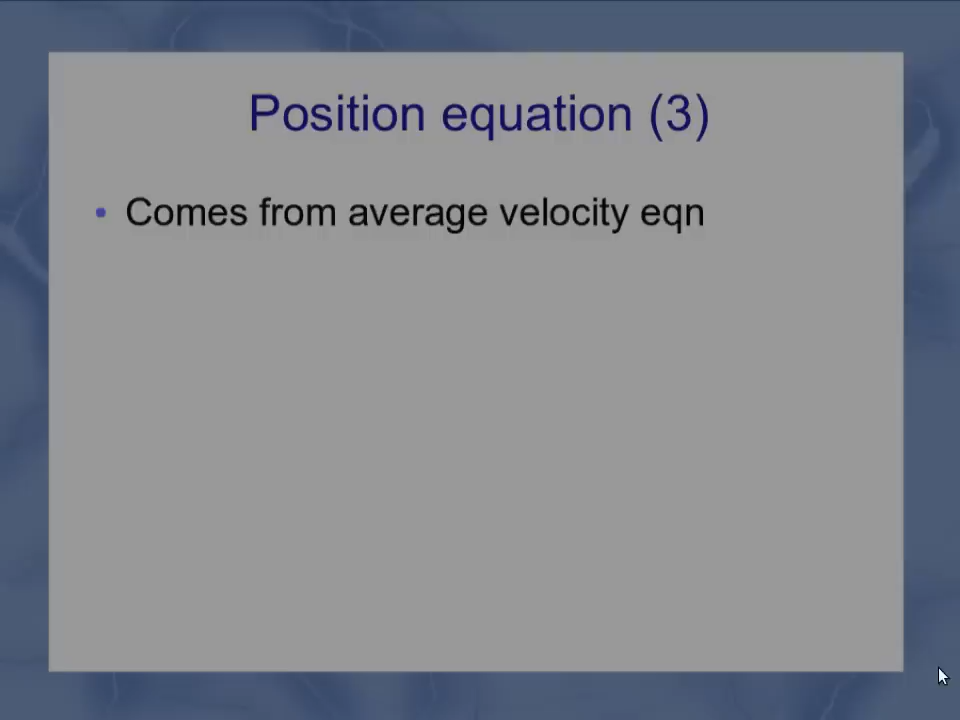 Position equation (3)
• Comes from average velocity eqn